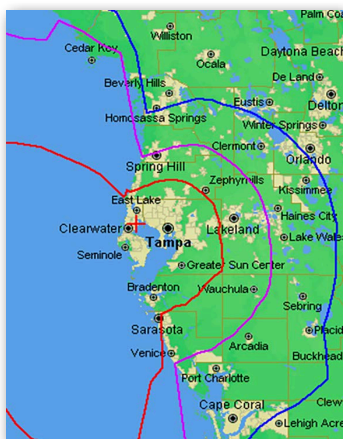 Palm Coa
Williston
Cedar Key
Ocala
Daytona Beach
De Land
Beverly Hills
Eustis
Delton
Homosassa Springs
Winter Springs
Clermont
Orlando
Spring Hill
Zephyrhills
Kissimmee
East Lake
Haines City
Clearwater
Tampa
Lakeland
Lake Wales
Seminole
Greater Sun Center
Bradenton
Wauchula
Sebring
Sarasota
Placid
Venice
Arcadia
Buckhead
Port Charlotte
Clew
Cape Coral
Lehigh Acre